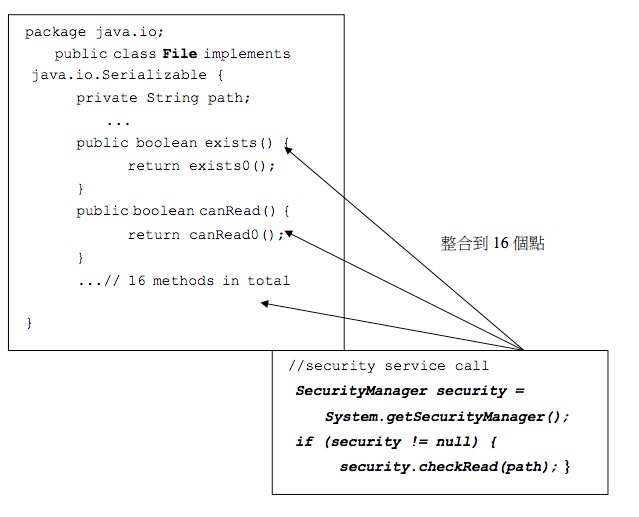 package java.io;
public class File implements
java.io.Serializable {
private String path;
...
public boolean exists() {
return exists0();
}
public boolean canRead() {
return canRead0();
}
...// 16 methods in total
}
整合到 16 個點
//security service call
SecurityManager security =
System.getSecurityManager();
if (security != null) {
security.checkRead(path); }